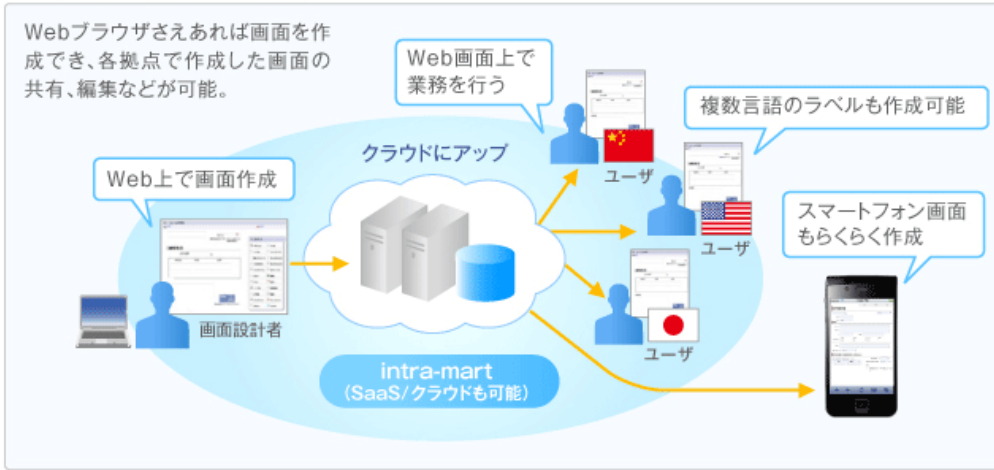 Webブラウザさえあれば画面を作
成でき、各拠点で作成した画面の
共有、編集などが可能。
Web画面上で
業務を行う
複数言語のラベルも作成可能
クラウドにアップ
ユーザ
Web上で画面作成
スマートフォン画面
もらくらく作成
ユーザ
画面設計者
ユーザ
intra-mart
(SaaS/クラウドも可能)